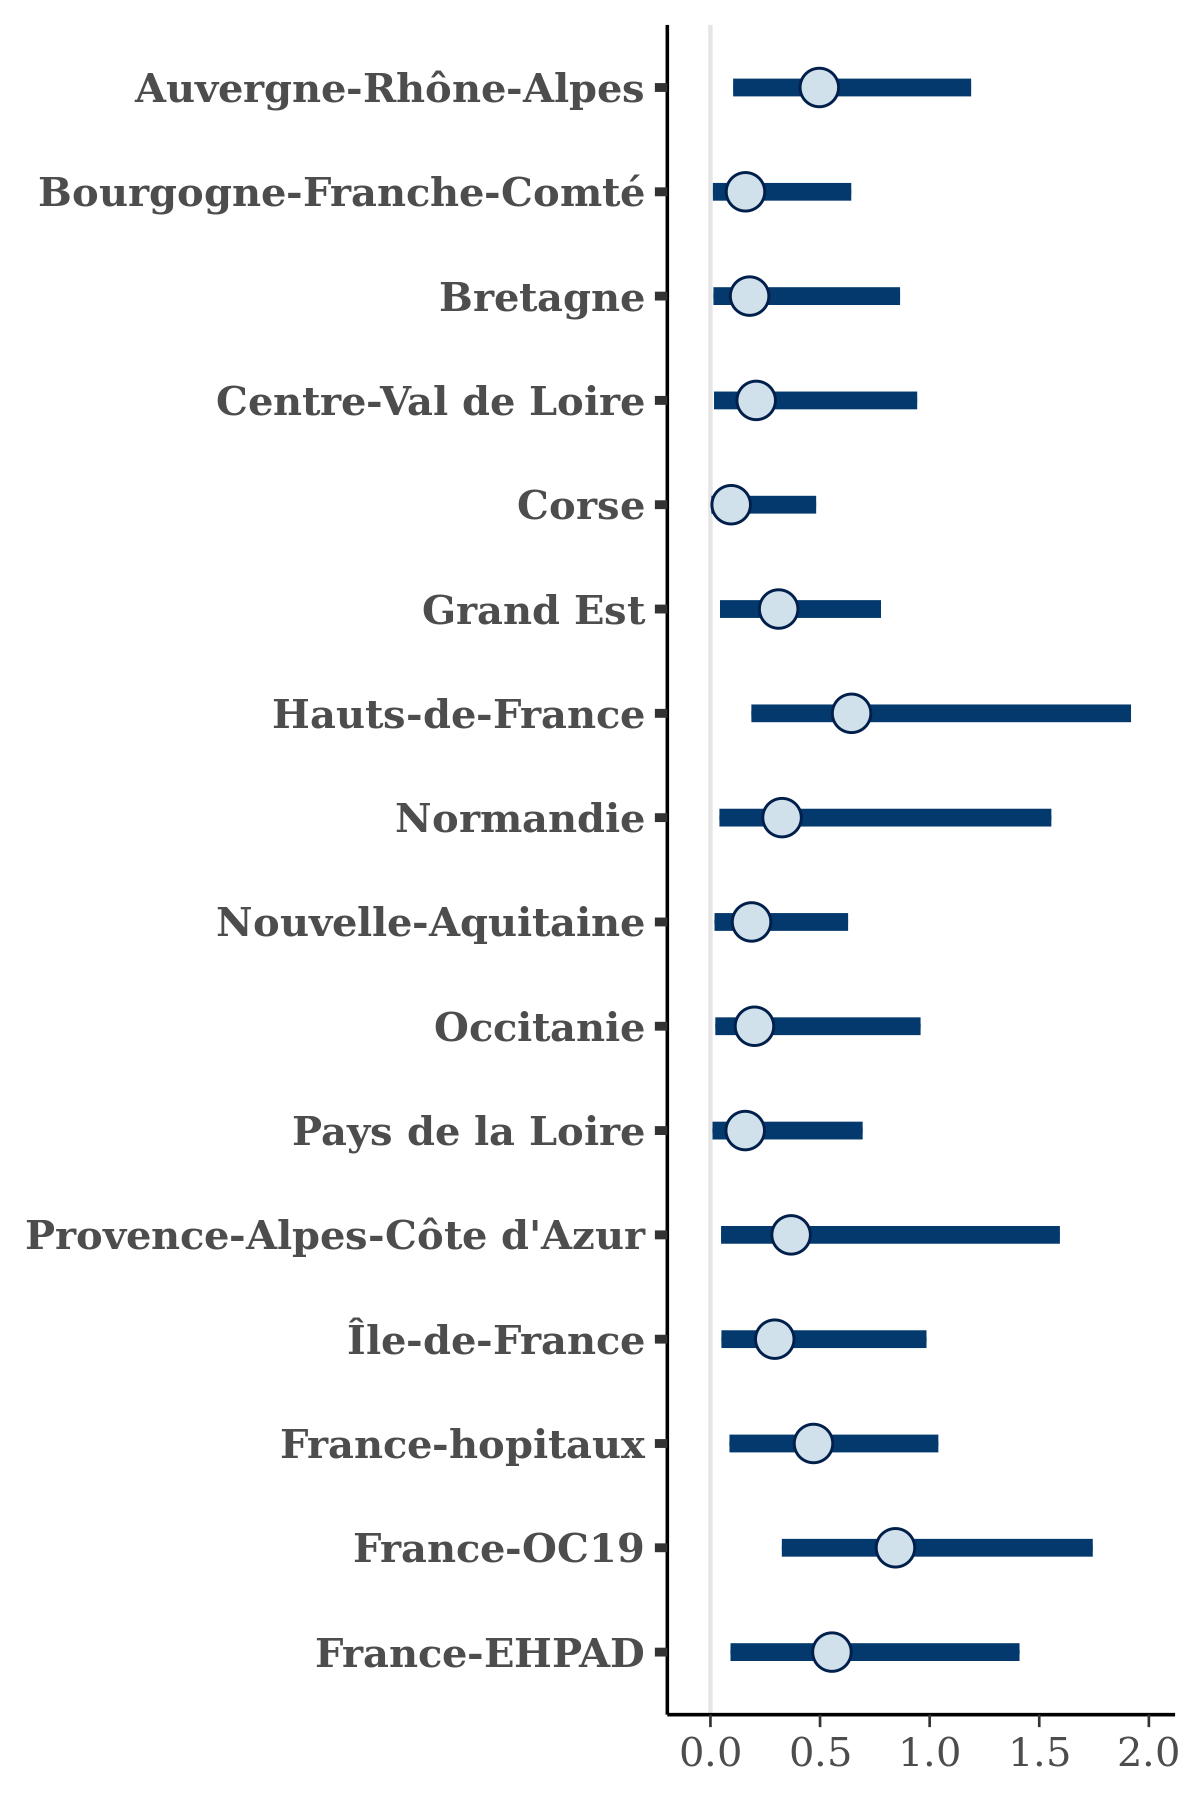 Auvergne-Rhône-Alpes
Bourgogne-Franche-Comté
Bretagne
Centre-Val de Loire
Corse
Grand Est
Hauts-de-France
Normandie
Nouvelle-Aquitaine
Occitanie
Pays de la Loire
Provence-Alpes-Côte d'Azur
Île-de-France
France-hopitaux
France-OC19
France-EHPAD
0.0 0.5 1.0 1.5 2.0